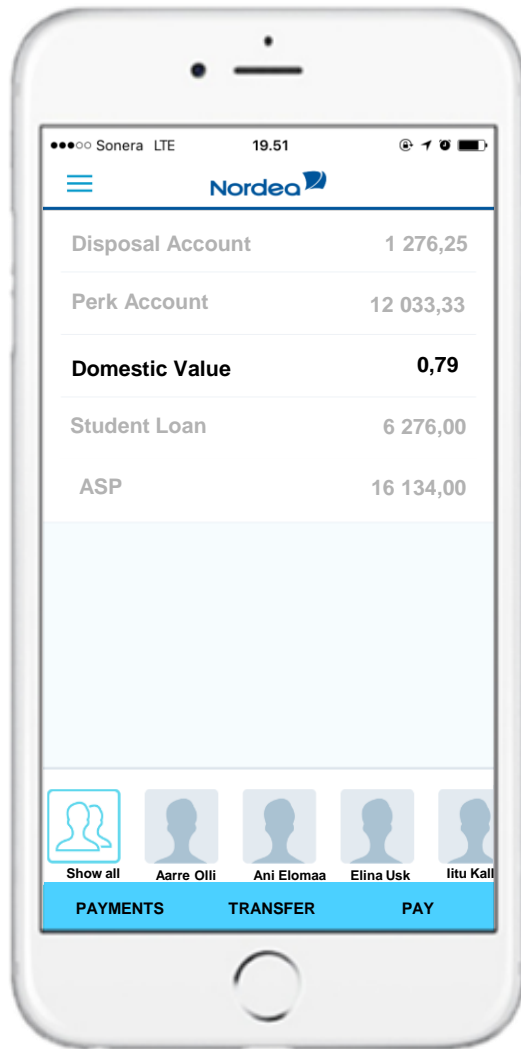 ●●●○○ Sonera LTE 19.51
Nordea
Disposal Account 1 276,25
Perk Account 12 033,33
Domestic Value 0,79
Student Loan 6 276,00
ASP 16 134,00
Show all Aarre Olli Ani Elomaa Elina Usk Iitu Kall
PAYMENTS TRANSFER PAY